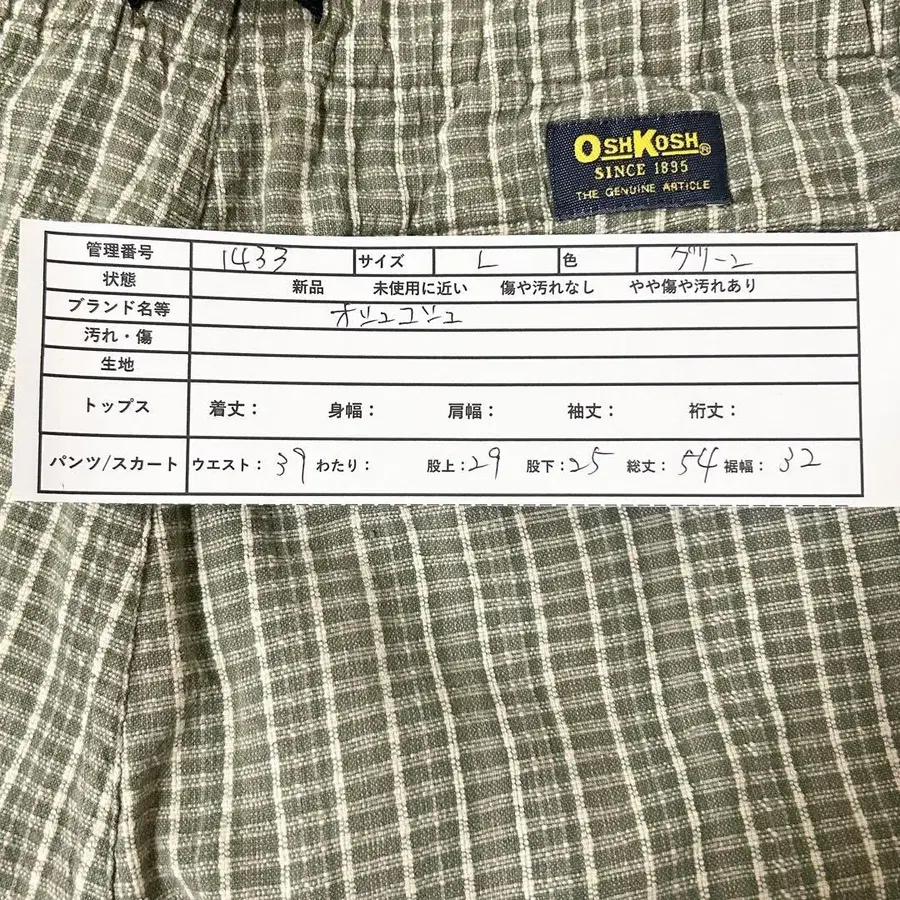 OSHKOSH®
SINCE 1895
THE GENUINE ARTICLE
管理番号 1433 サイズ L 色 グリーン
状態 新品 未使用に近い 傷や汚れなし やや傷や汚れあり
ブランド名等 オシュコシュ
汚れ・傷
生地
トップス 着丈： 身幅： 肩幅： 袖丈： 裄丈：
パンツ/スカート ウエスト：39 わたり： 股上：29 股下：25 総丈：54 裾幅：32